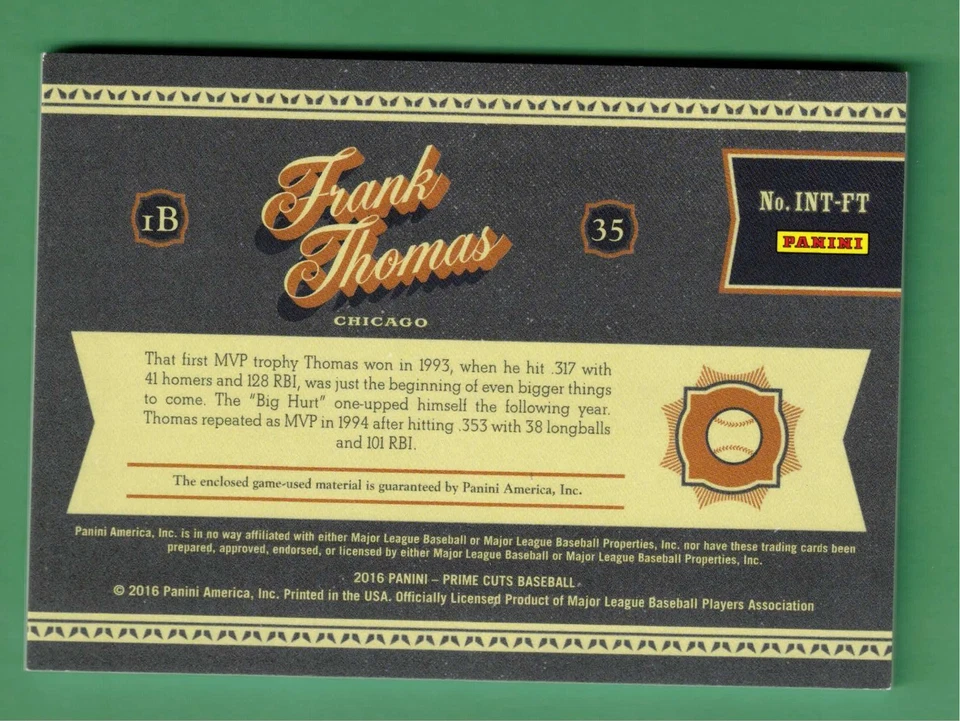 Frank
Thomas
1B
35
CHICAGO
No. INT-FT
PANINI
That first MVP trophy Thomas won in 1993, when he hit .317 with
41 homers and 128 RBI, was just the beginning of even bigger things
to come. The "Big Hurt" one-upped himself the following year.
Thomas repeated as MVP in 1994 after hitting .353 with 38 longballs
and 101 RBI.
The enclosed game-used material is guaranteed by Panini America, Inc.
Panini America, Inc. is in no way affiliated with either Major League Baseball or Major League Baseball Properties, Inc. nor have these trading cards been
prepared, approved, endorsed, or licensed by either Major League Baseball or Major League Baseball Properties, Inc.
2016 PANINI – PRIME CUTS BASEBALL
© 2016 Panini America, Inc. Printed in the USA. Officially Licensed Product of Major League Baseball Players Association